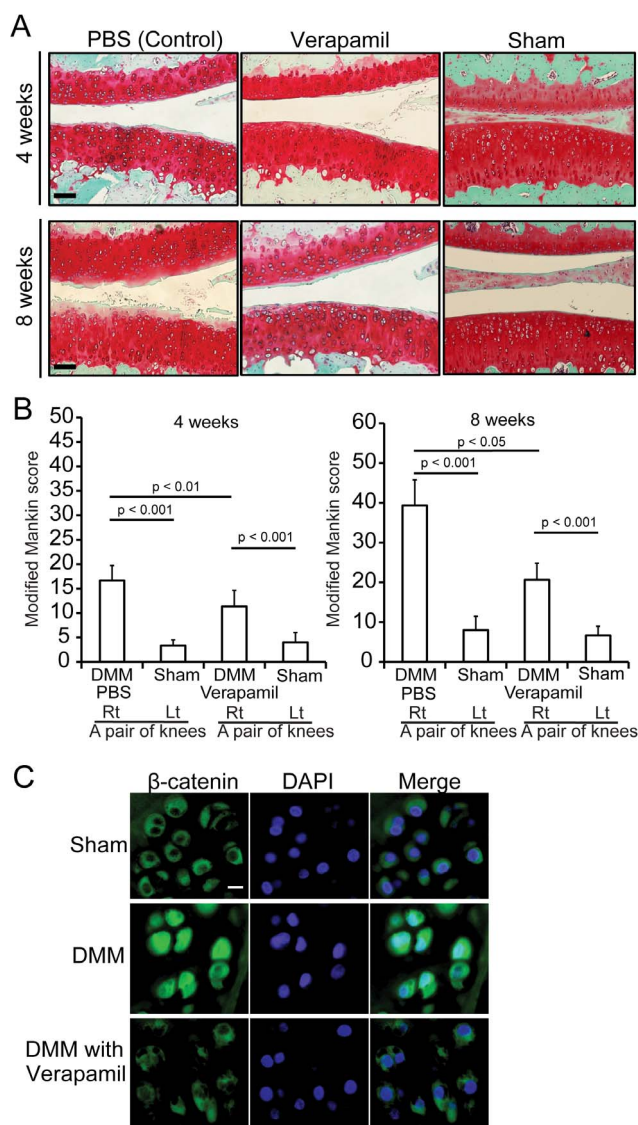 A
PBS (Control) Verapamil Sham
4 weeks
8 weeks
B
4 weeks
Modified Mankin score
50
45
40
35
30
25
20
15
10
5
0
p < 0.01
p < 0.001
p < 0.001
DMM Sham DMM Sham
PBS Verapamil
Rt Lt Rt Lt
A pair of knees A pair of knees
8 weeks
Modified Mankin score
60
50
40
30
20
10
0
p < 0.05
p < 0.001
p < 0.001
DMM Sham DMM Sham
PBS Verapamil
Rt Lt Rt Lt
A pair of knees A pair of knees
C
β-catenin DAPI Merge
Sham
DMM
DMM with
Verapamil